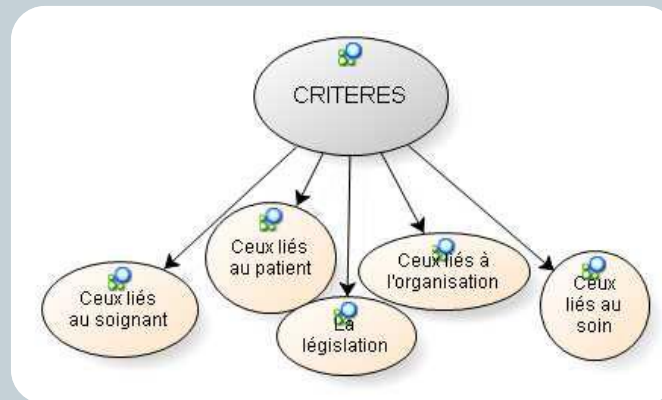 CRITERES
Ceux liés
au soignant
Ceux liés
au patient
La
législation
Ceux liés à
l'organisation
Ceux
liés au
soin